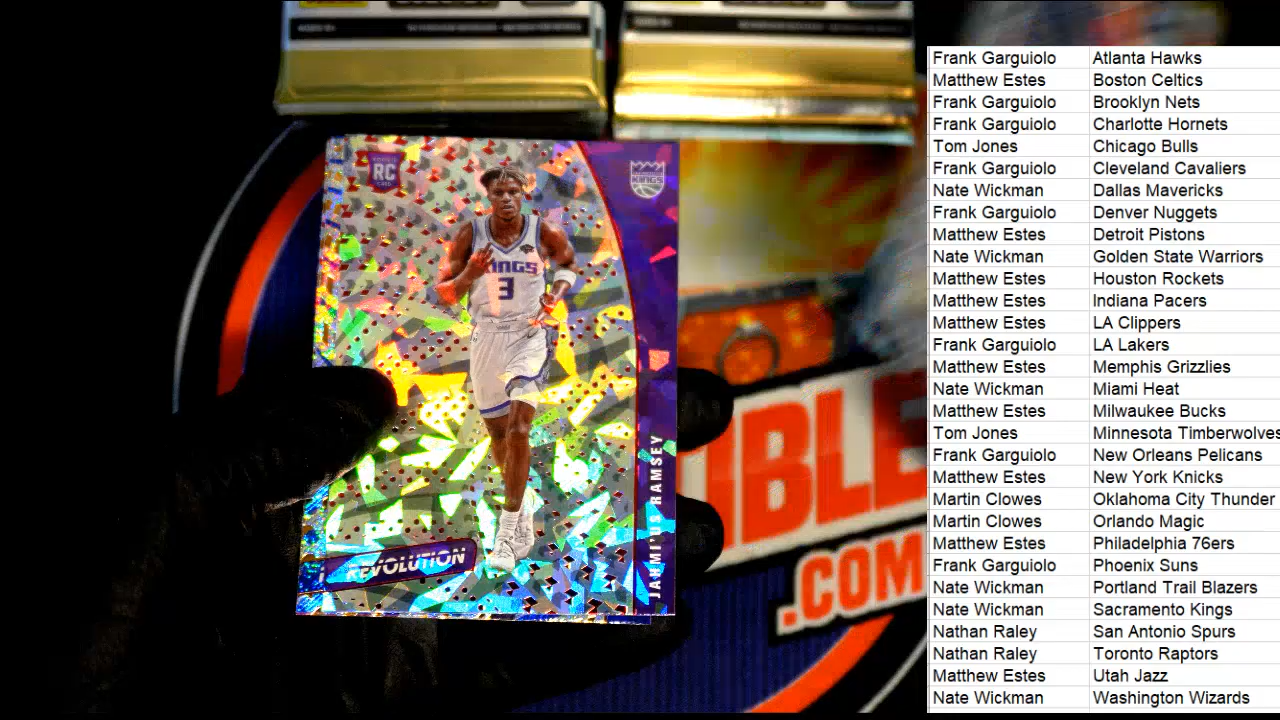 RC
KINGS
KINGS
3
JAHMI'US RAMSEY
REVOLUTION
IBLE
.COM
Frank Garguiolo Atlanta Hawks
Matthew Estes Boston Celtics
Frank Garguiolo Brooklyn Nets
Frank Garguiolo Charlotte Hornets
Tom Jones Chicago Bulls
Frank Garguiolo Cleveland Cavaliers
Nate Wickman Dallas Mavericks
Frank Garguiolo Denver Nuggets
Matthew Estes Detroit Pistons
Nate Wickman Golden State Warriors
Matthew Estes Houston Rockets
Matthew Estes Indiana Pacers
Matthew Estes LA Clippers
Frank Garguiolo LA Lakers
Matthew Estes Memphis Grizzlies
Nate Wickman Miami Heat
Matthew Estes Milwaukee Bucks
Tom Jones Minnesota Timberwolves
Frank Garguiolo New Orleans Pelicans
Matthew Estes New York Knicks
Martin Clowes Oklahoma City Thunder
Martin Clowes Orlando Magic
Matthew Estes Philadelphia 76ers
Frank Garguiolo Phoenix Suns
Nate Wickman Portland Trail Blazers
Nate Wickman Sacramento Kings
Nathan Raley San Antonio Spurs
Nathan Raley Toronto Raptors
Matthew Estes Utah Jazz
Nate Wickman Washington Wizards